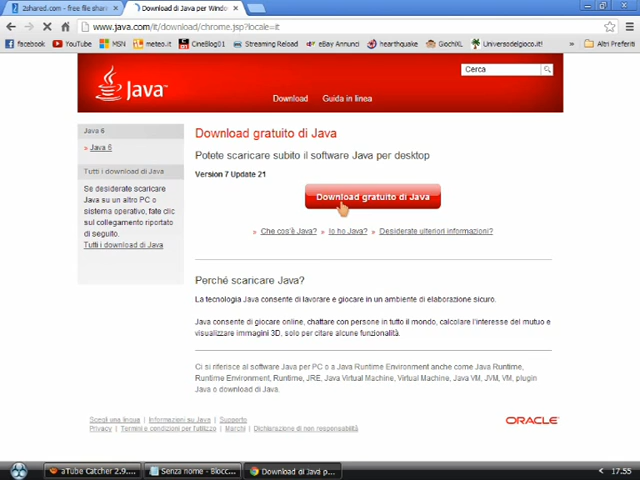 2shared.com - free file shar
Download di Java per Windo
www.java.com/it/download/chrome.jsp?locale=it
facebook
YouTube
MSN
meteo.it
CineBlog01
Streaming Reload
eBay Annunci
hearthquake
GiochiXL
Universodelgioco.it!
»
Altri Preferiti
Java™
Cerca
Download
Guida in linea
Java 6
» Java 6
Tutti i download di Java
Se desiderate scaricare
Java su un altro PC o
sistema operativo, fate clic
sul collegamento riportato
di seguito.
Tutti i download di Java
Download gratuito di Java
Potete scaricare subito il software Java per desktop
Version 7 Update 21
Download gratuito di Java
» Che cos'è Java? » Io ho Java? » Desiderate ulteriori informazioni?
Perché scaricare Java?
La tecnologia Java consente di lavorare e giocare in un ambiente di elaborazione sicuro.
Java consente di giocare online, chattare con persone in tutto il mondo, calcolare l'interesse del mutuo e
visualizzare immagini 3D, solo per citare alcune funzionalità.
Ci si riferisce al software Java per PC o a Java Runtime Environment anche come Java Runtime,
Runtime Environment, Runtime, JRE, Java Virtual Machine, Virtual Machine, Java VM, JVM, VM, plugin
Java o download di Java.
Scegli una lingua | Informazioni su Java | Supporto
Privacy | Termini e condizioni per l'utilizzo | Marchi | Dichiarazione di non responsabilità
ORACLE
aTube Catcher 2.9....
Senza nome - Blocc...
Download di Java p...
17.55